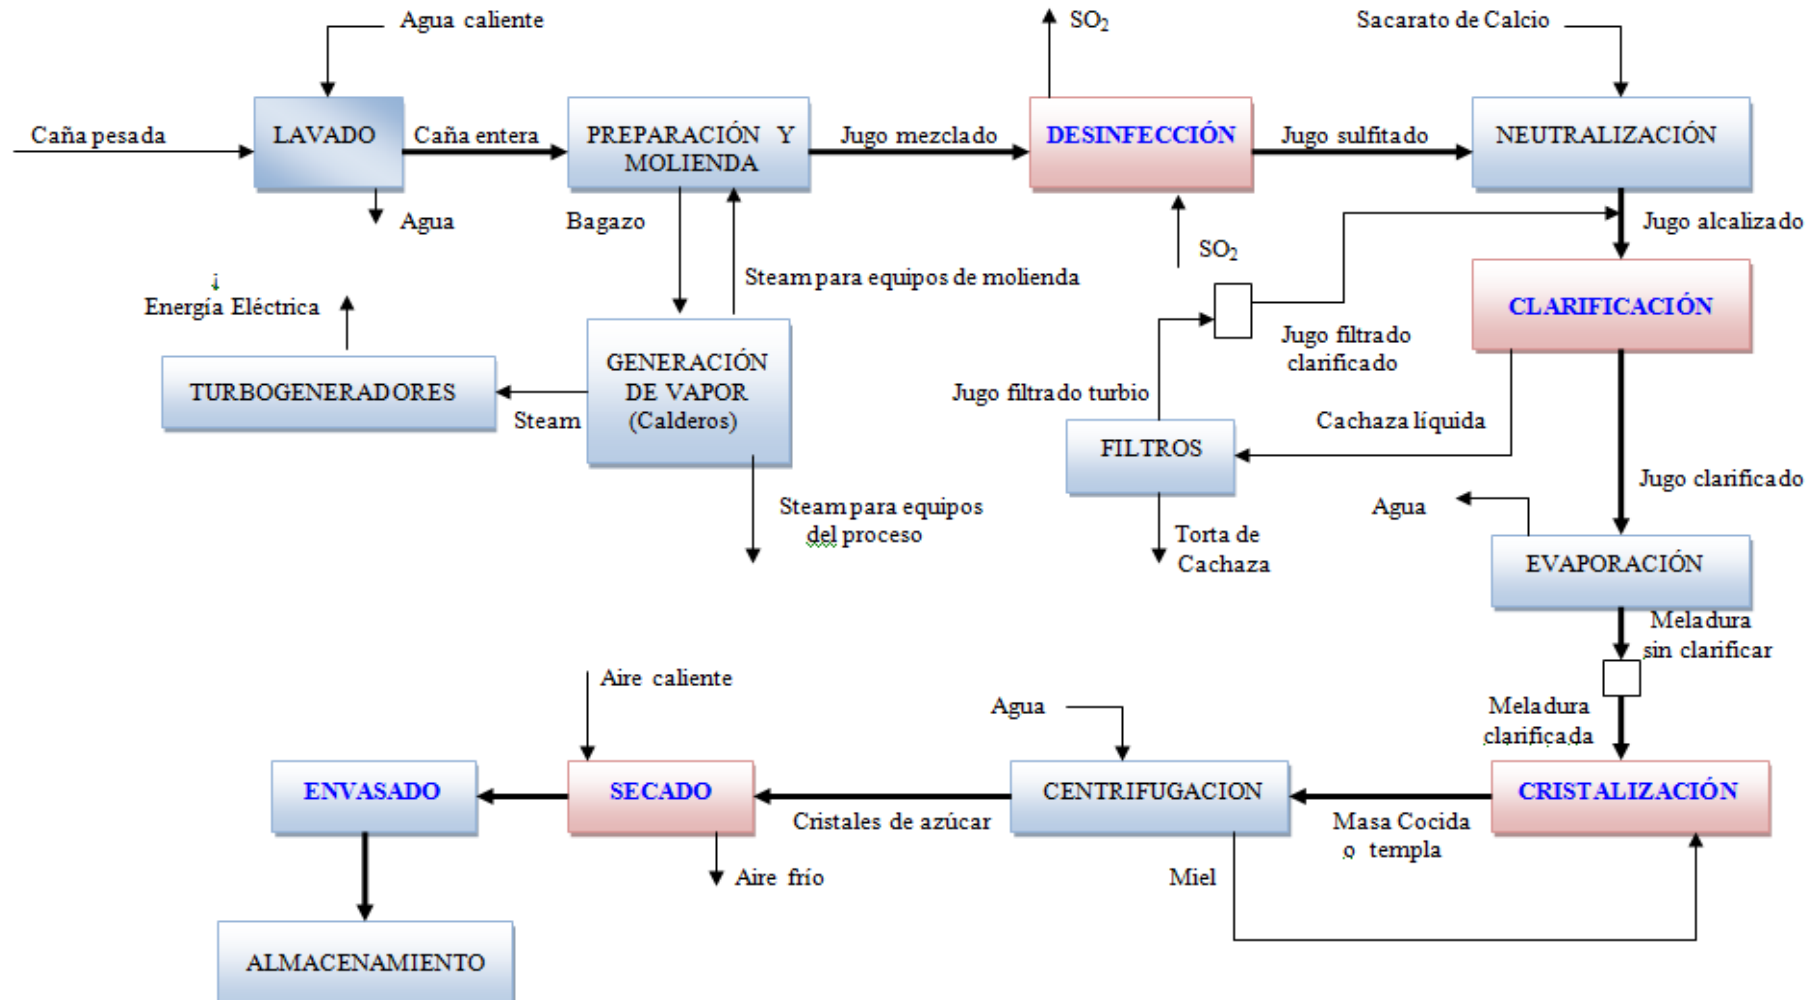 Agua caliente
SO₂
Sacarato de Calcio
Caña pesada
LAVADO
Caña entera
PREPARACIÓN Y
MOLIENDA
Jugo mezclado
DESINFECCIÓN
Jugo sulfitado
NEUTRALIZACIÓN
Agua
Bagazo
SO₂
Jugo alcalizado
Steam para equipos de molienda
¡
Energía Eléctrica
CLARIFICACIÓN
Jugo filtrado
clarificado
TURBOGENERADORES
Steam
GENERACIÓN
DE VAPOR
(Calderos)
Jugo filtrado turbio
Cachaza líquida
FILTROS
Jugo clarificado
Steam para equipos
del proceso
Agua
Torta de
Cachaza
EVAPORACIÓN
Meladura
sin clarificar
Aire caliente
Agua
Meladura
clarificada
ENVASADO
SECADO
CENTRIFUGACION
CRISTALIZACIÓN
Cristales de azúcar
Masa Cocida
o templa
Aire frío
Miel
ALMACENAMIENTO